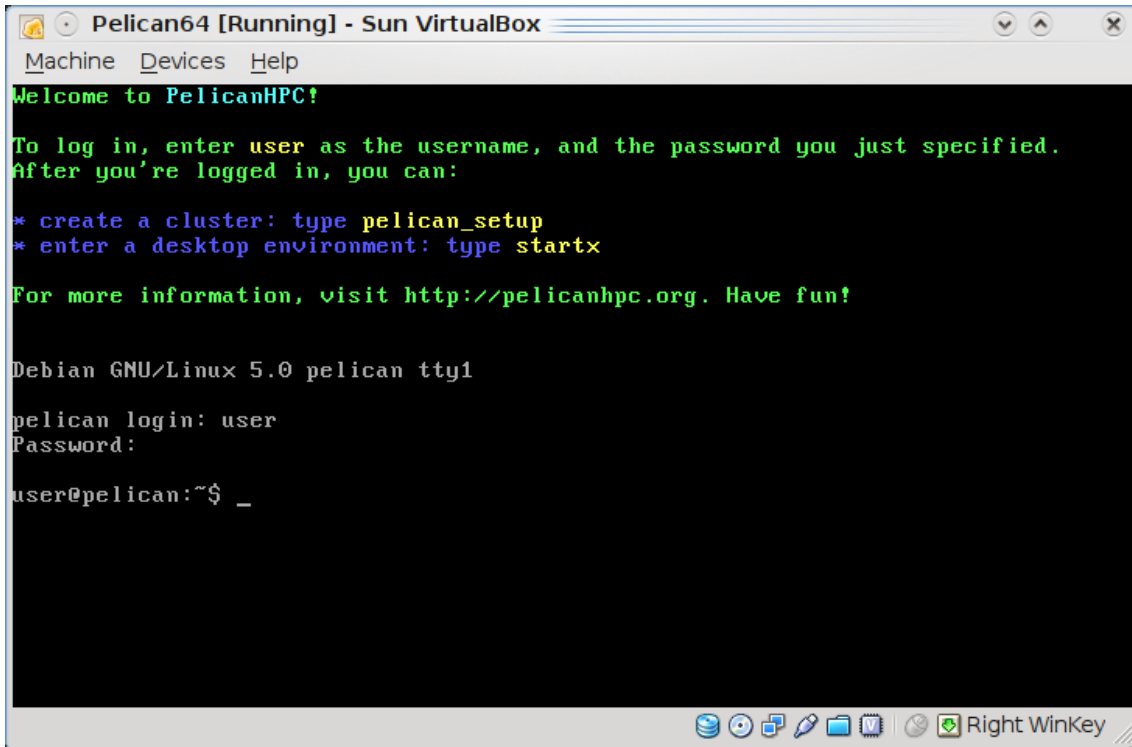 Pelican64 [Running] - Sun VirtualBox
Machine Devices Help
Welcome to PelicanHPC!
To log in, enter user as the username, and the password you just specified.
After you're logged in, you can:
* create a cluster: type pelican_setup
* enter a desktop environment: type startx
For more information, visit http://pelicanhpc.org. Have fun!
Debian GNU/Linux 5.0 pelican tty1
pelican login: user
Password:
user@pelican:~$ _
Right WinKey